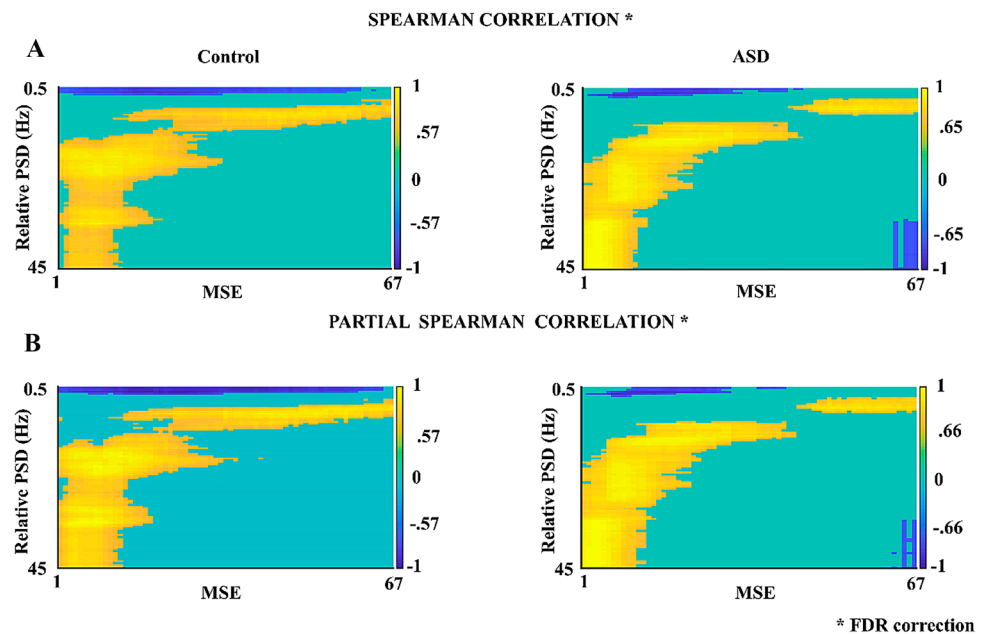 SPEARMAN CORRELATION *
A
Control
ASD
Relative PSD (Hz)
0.5
45
1
67
MSE
1
.57
0
-.57
-1
Relative PSD (Hz)
0.5
45
1
67
MSE
1
.65
0
-.65
-1
PARTIAL SPEARMAN CORRELATION *
B
Relative PSD (Hz)
0.5
45
1
67
MSE
1
.57
0
-.57
-1
Relative PSD (Hz)
0.5
45
1
67
MSE
1
.66
0
-.66
-1
* FDR correction